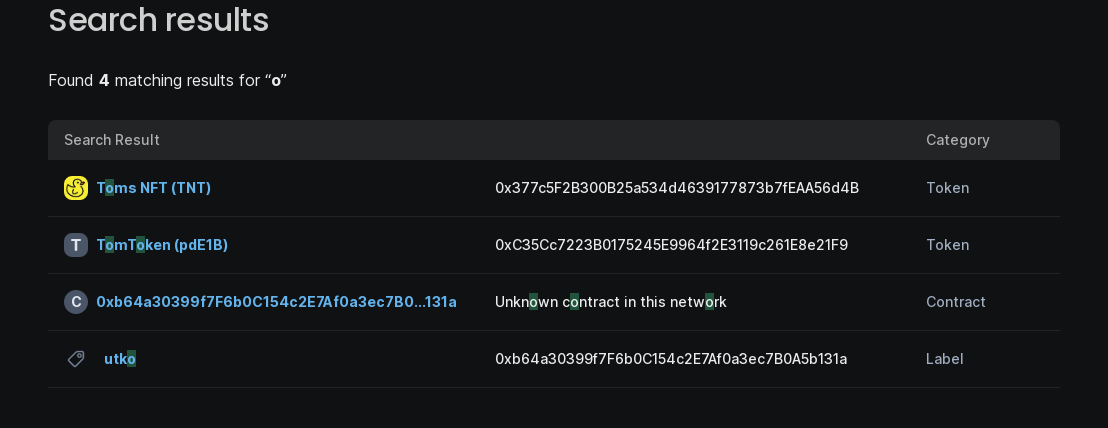 Search results
Found 4 matching results for “o”
Search Result Category
Toms NFT (TNT) 0x377c5F2B300B25a534d4639177873b7fEAA56d4B Token
T TomToken (pdE1B) 0xC35Cc7223B0175245E9964f2E3119c261E8e21F9 Token
C 0xb64a30399f7F6b0C154c2E7Af0a3ec7B0...131a Unknown contract in this network Contract
utko 0xb64a30399f7F6b0C154c2E7Af0a3ec7B0A5b131a Label